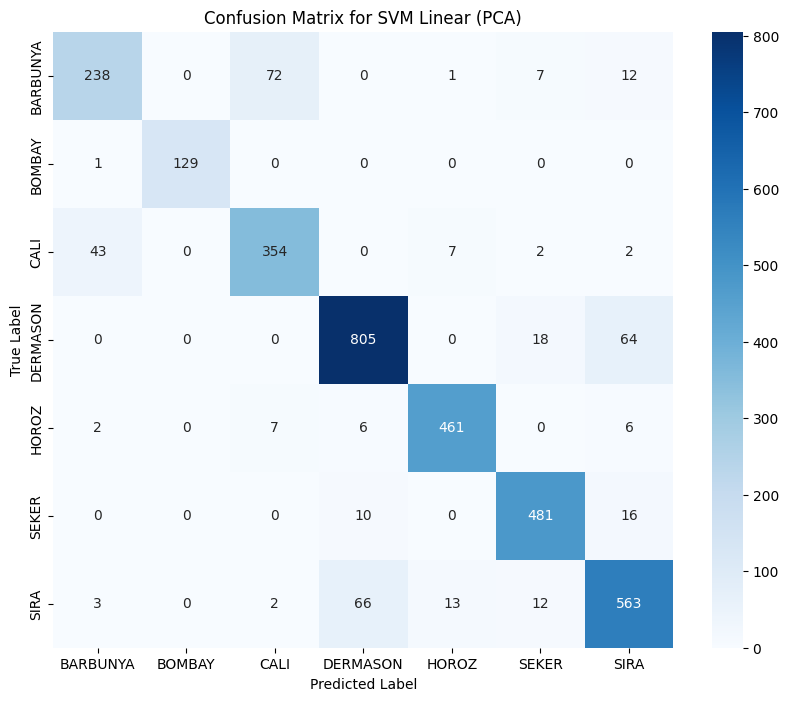 Confusion Matrix for SVM Linear (PCA)
True Label
BARBUNYA 238 0 72 0 1 7 12
BOMBAY 1 129 0 0 0 0 0
CALI 43 0 354 0 7 2 2
DERMASON 0 0 0 805 0 18 64
HOROZ 2 0 7 6 461 0 6
SEKER 0 0 0 10 0 481 16
SIRA 3 0 2 66 13 12 563
BARBUNYA BOMBAY CALI DERMASON HOROZ SEKER SIRA
Predicted Label
800
700
600
500
400
300
200
100
0